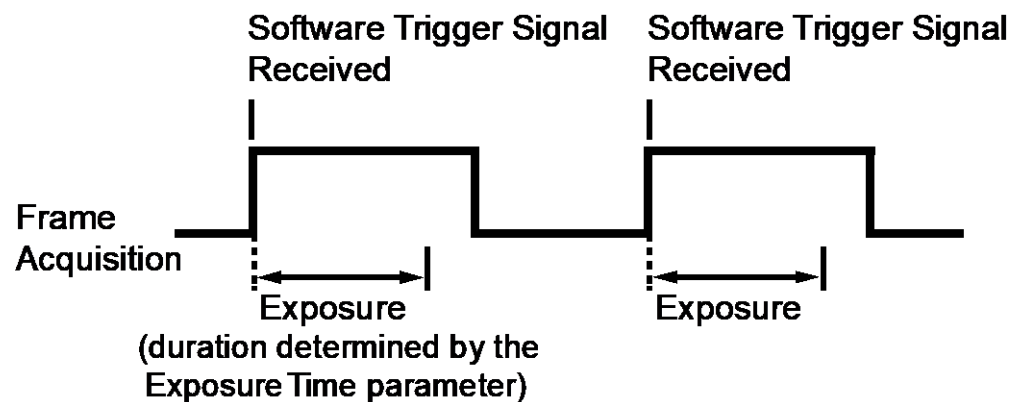 Software Trigger Signal
Received
Software Trigger Signal
Received
Frame
Acquisition
Exposure
(duration determined by the
Exposure Time parameter)
Exposure